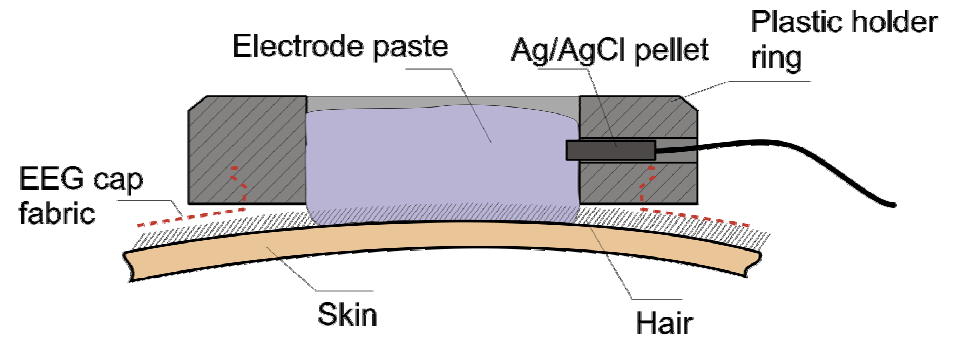 Plastic holder
ring
Electrode paste
Ag/AgCl pellet
EEG cap
fabric
Skin
Hair